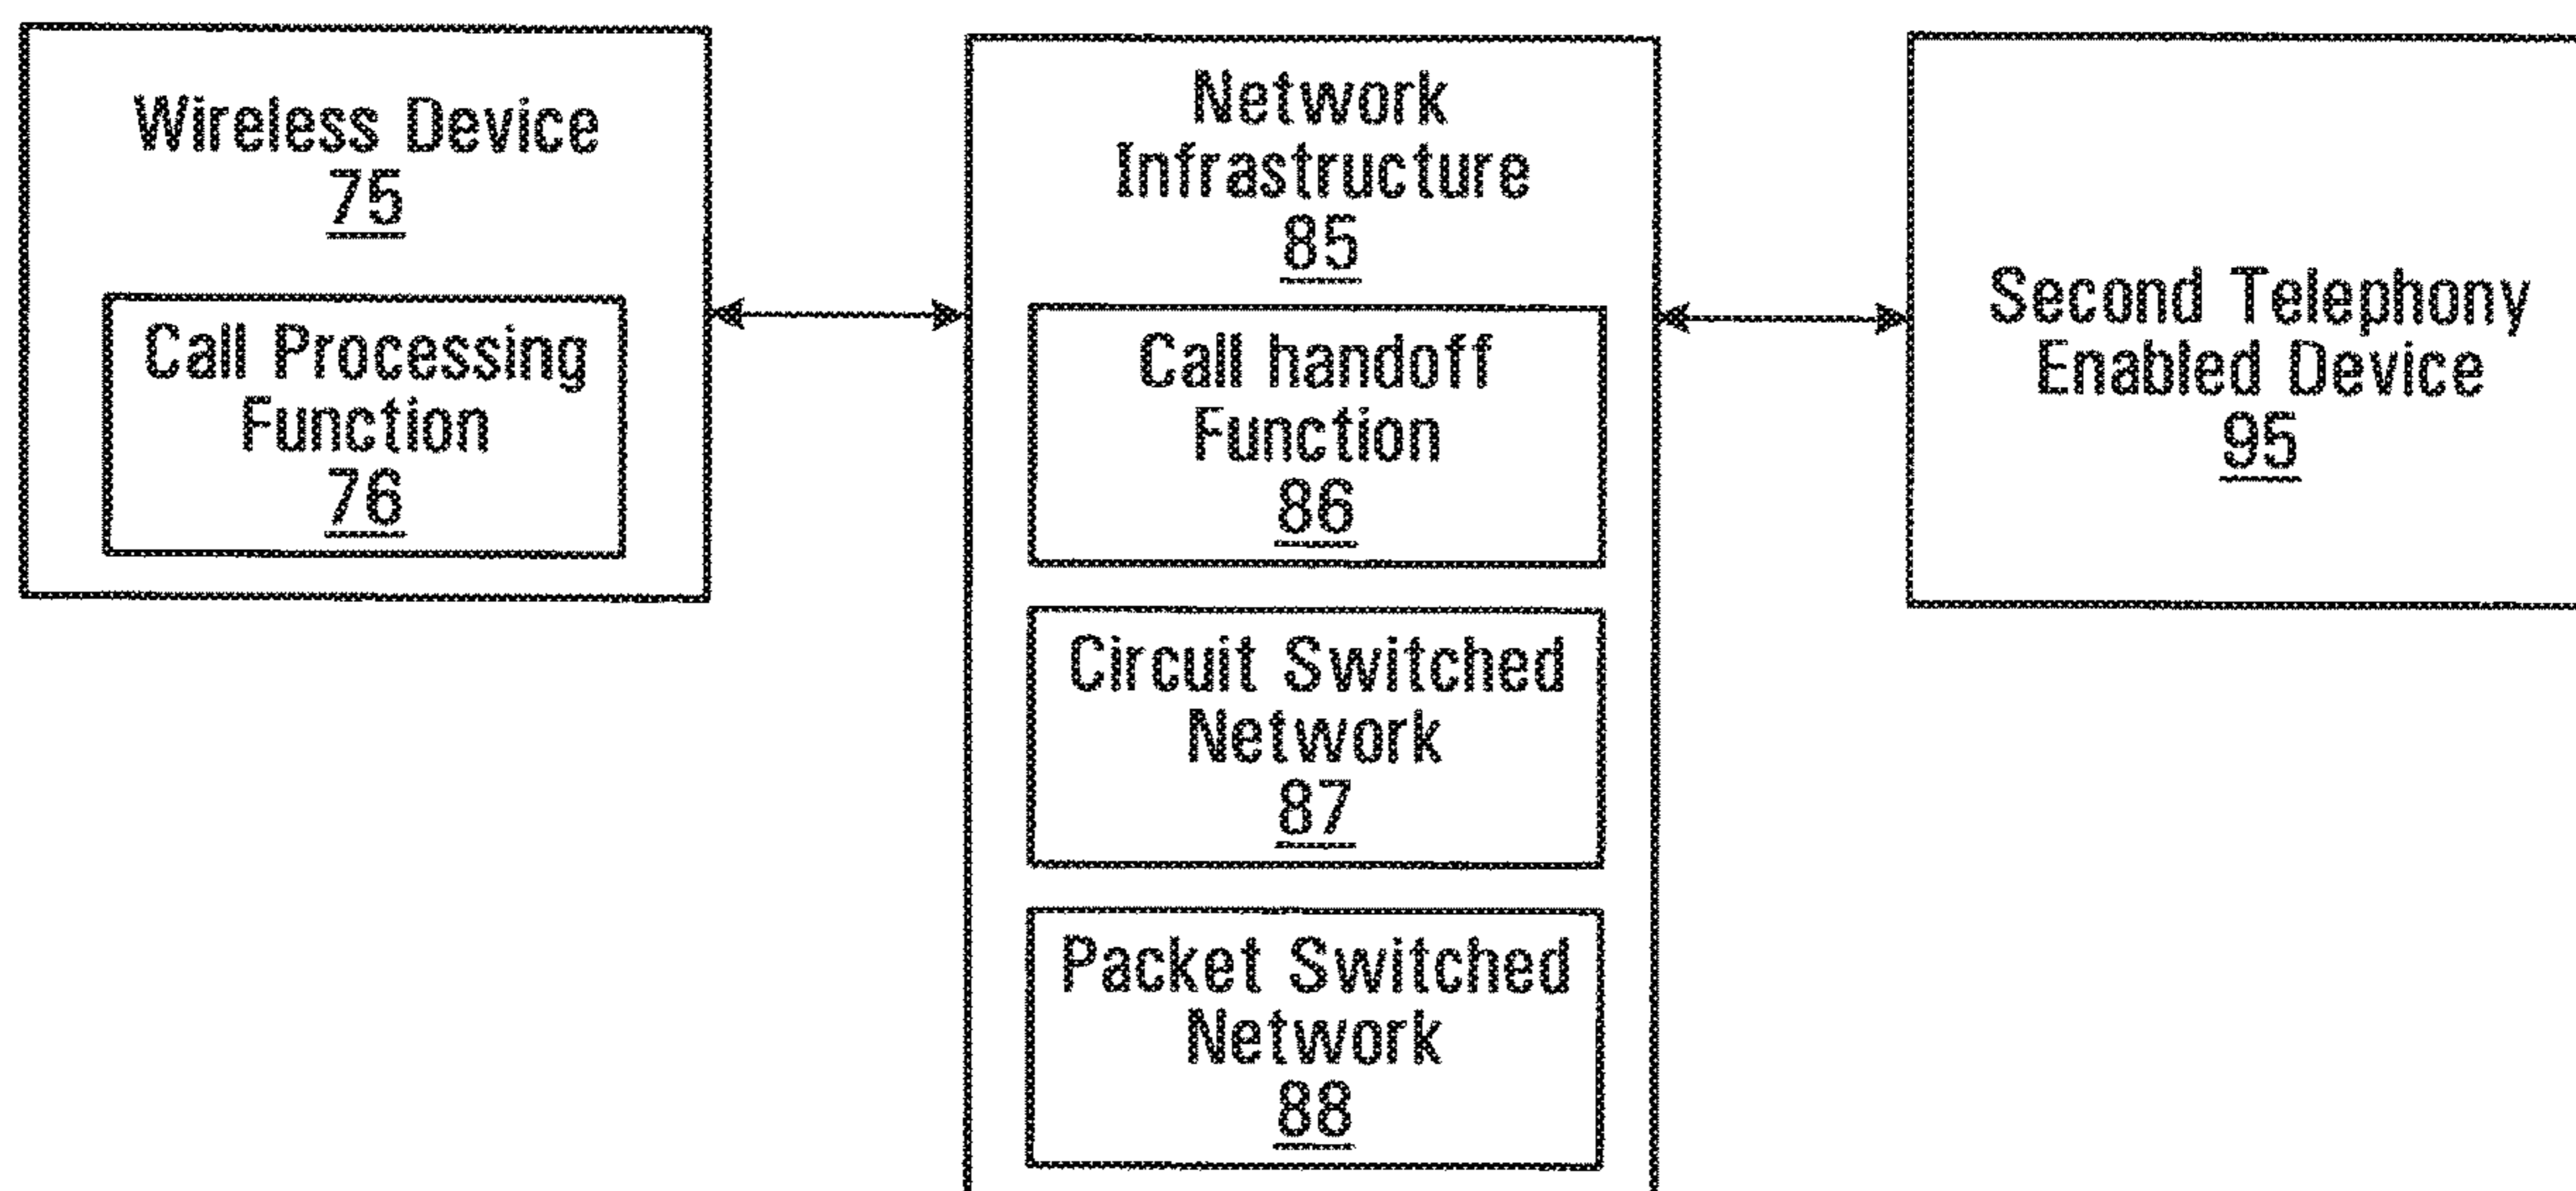 Wireless Device
75
Call Processing
Function
76
Network
Infrastructure
85
Call handoff
Function
86
Circuit Switched
Network
87
Packet Switched
Network
88
Second Telephony
Enabled Device
95